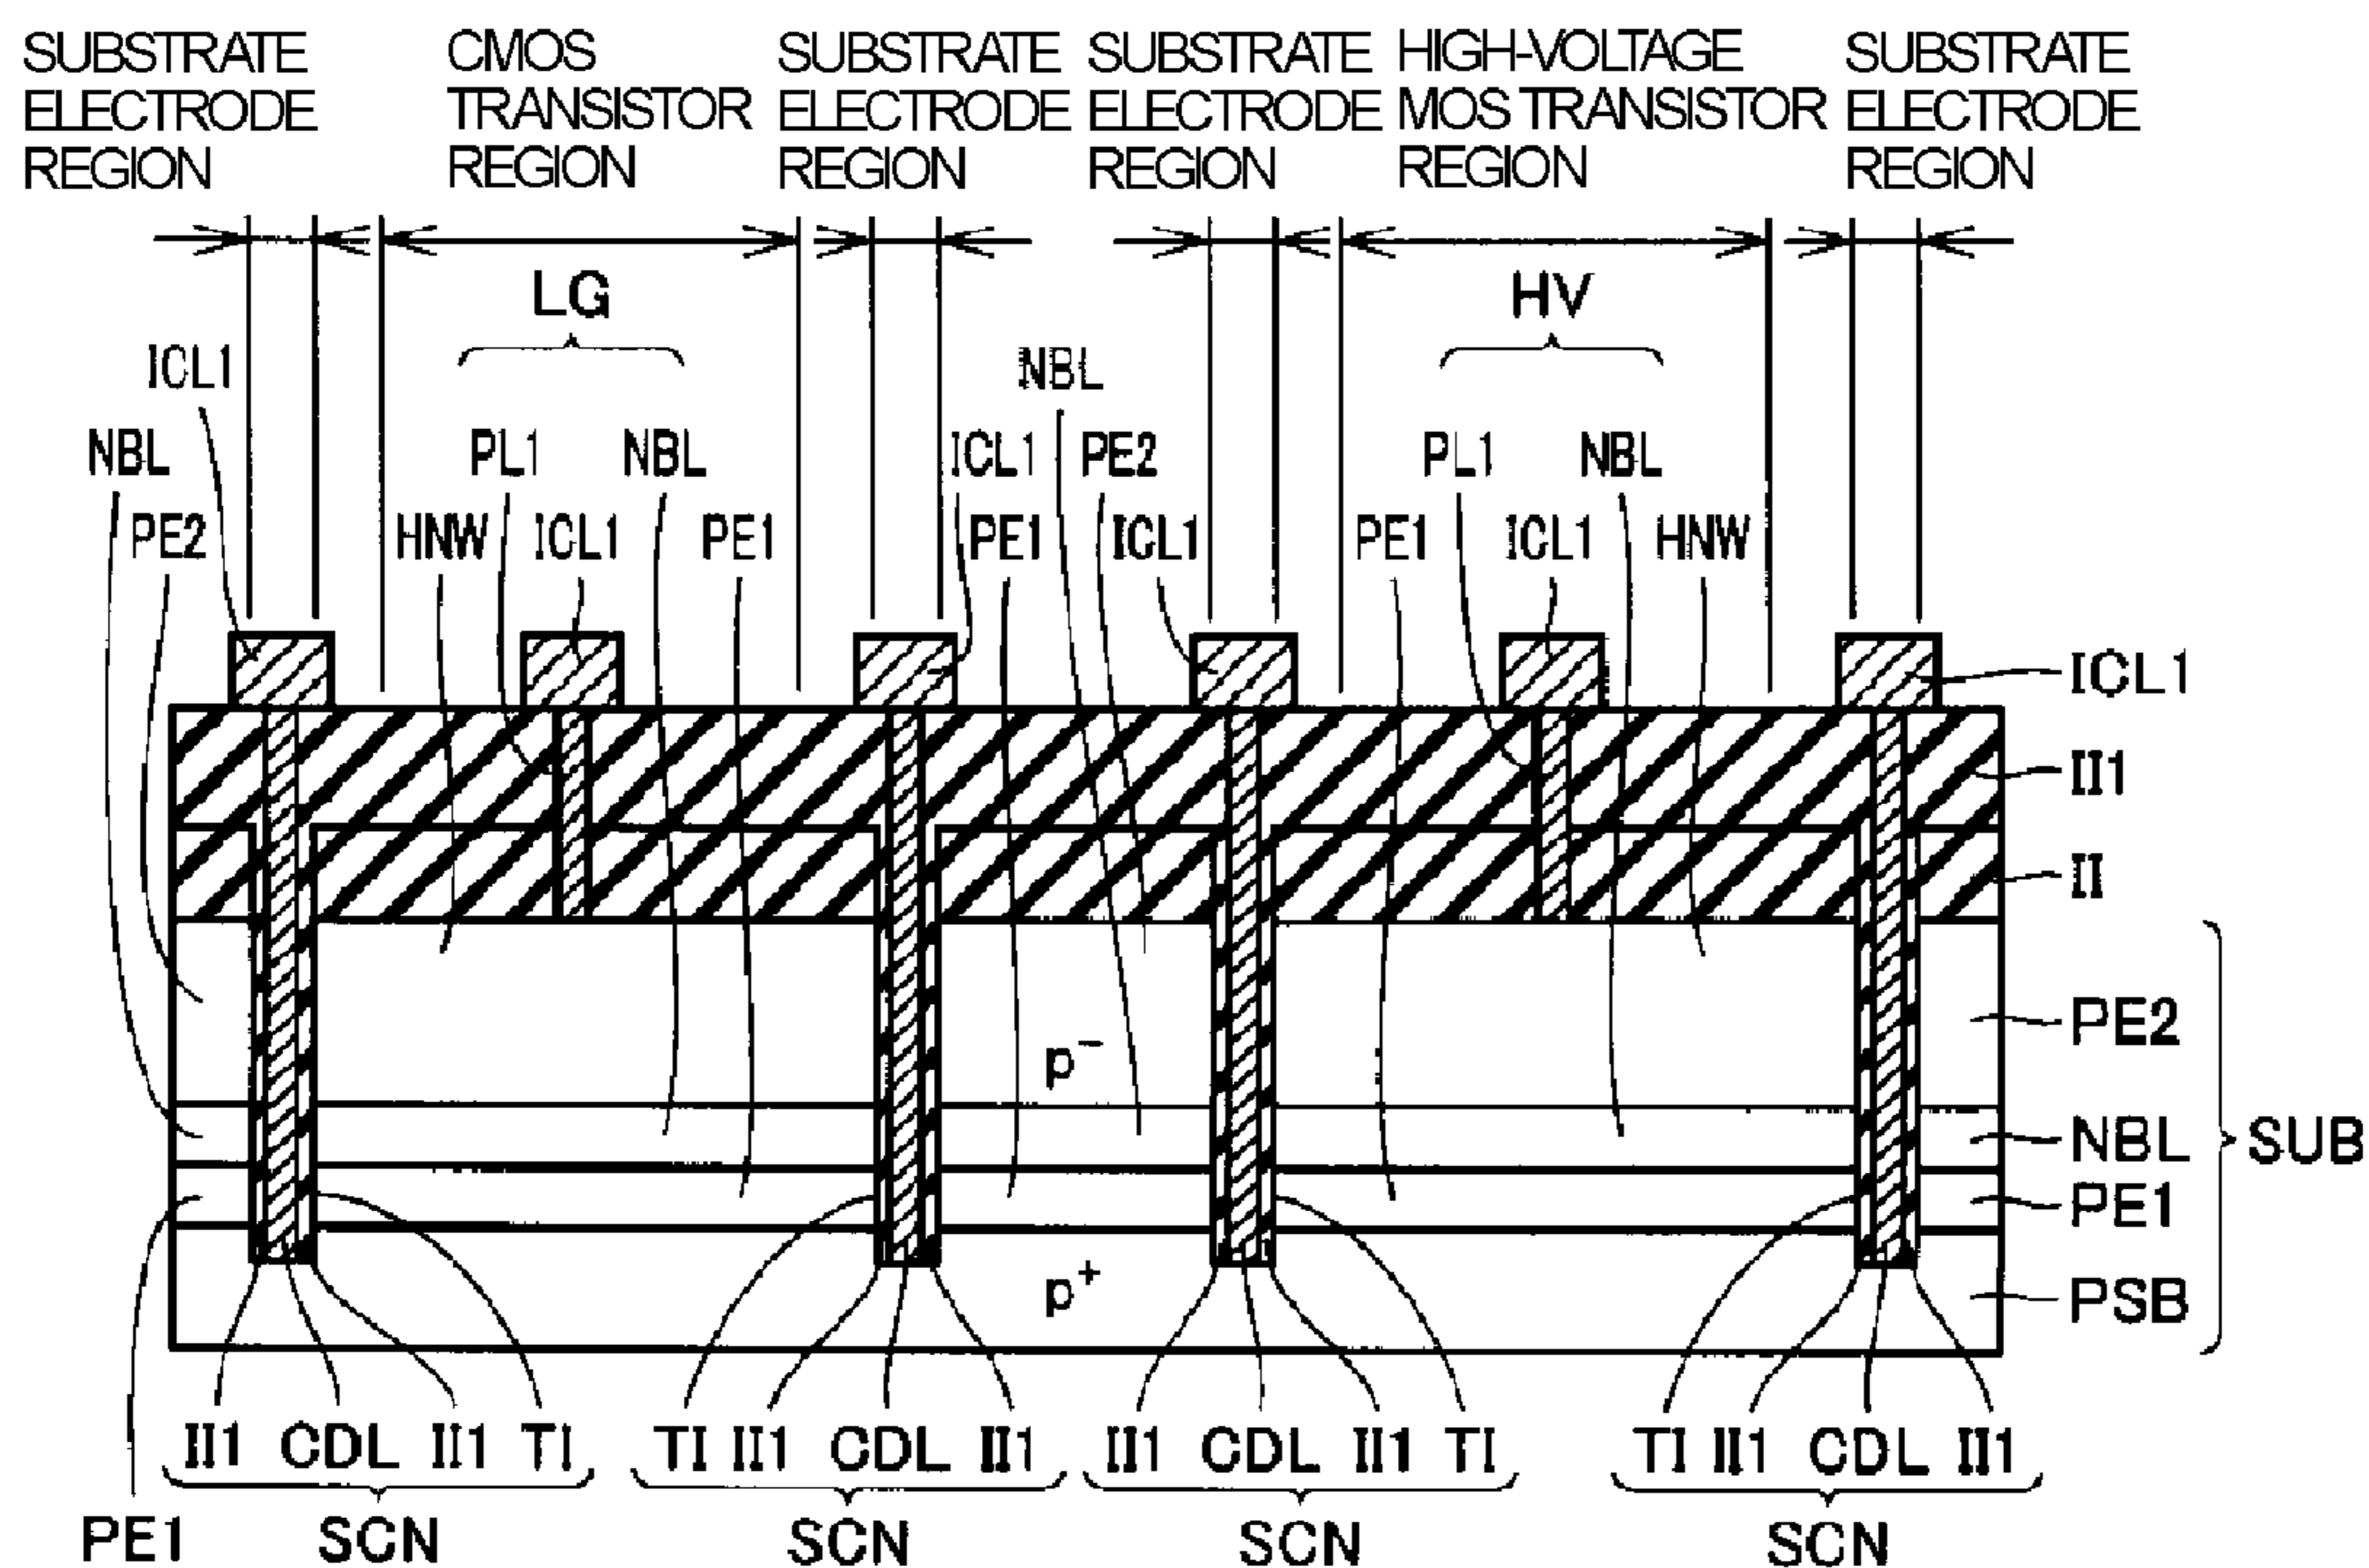 SUBSTRATE ELECTRODE REGION
CMOS TRANSISTOR REGION
SUBSTRATE ELECTRODE REGION
SUBSTRATE ELECTRODE REGION
HIGH-VOLTAGE MOS TRANSISTOR REGION
SUBSTRATE ELECTRODE REGION
LG HV
ICL1 NBL
NBL PL1 NBL ICL1 PE2 PL1 NBL
PE2 HNW ICL1 PE1 PE1 ICL1 PE1 ICL1 HNW
ICL1
II1
II
p⁻ PE2
NBL SUB
PE1
p⁺ PSB
II1 CDL II1 TI TI II1 CDL II1 II1 CDL II1 TI TI II1 CDL II1
PE1 SCN SCN SCN SCN